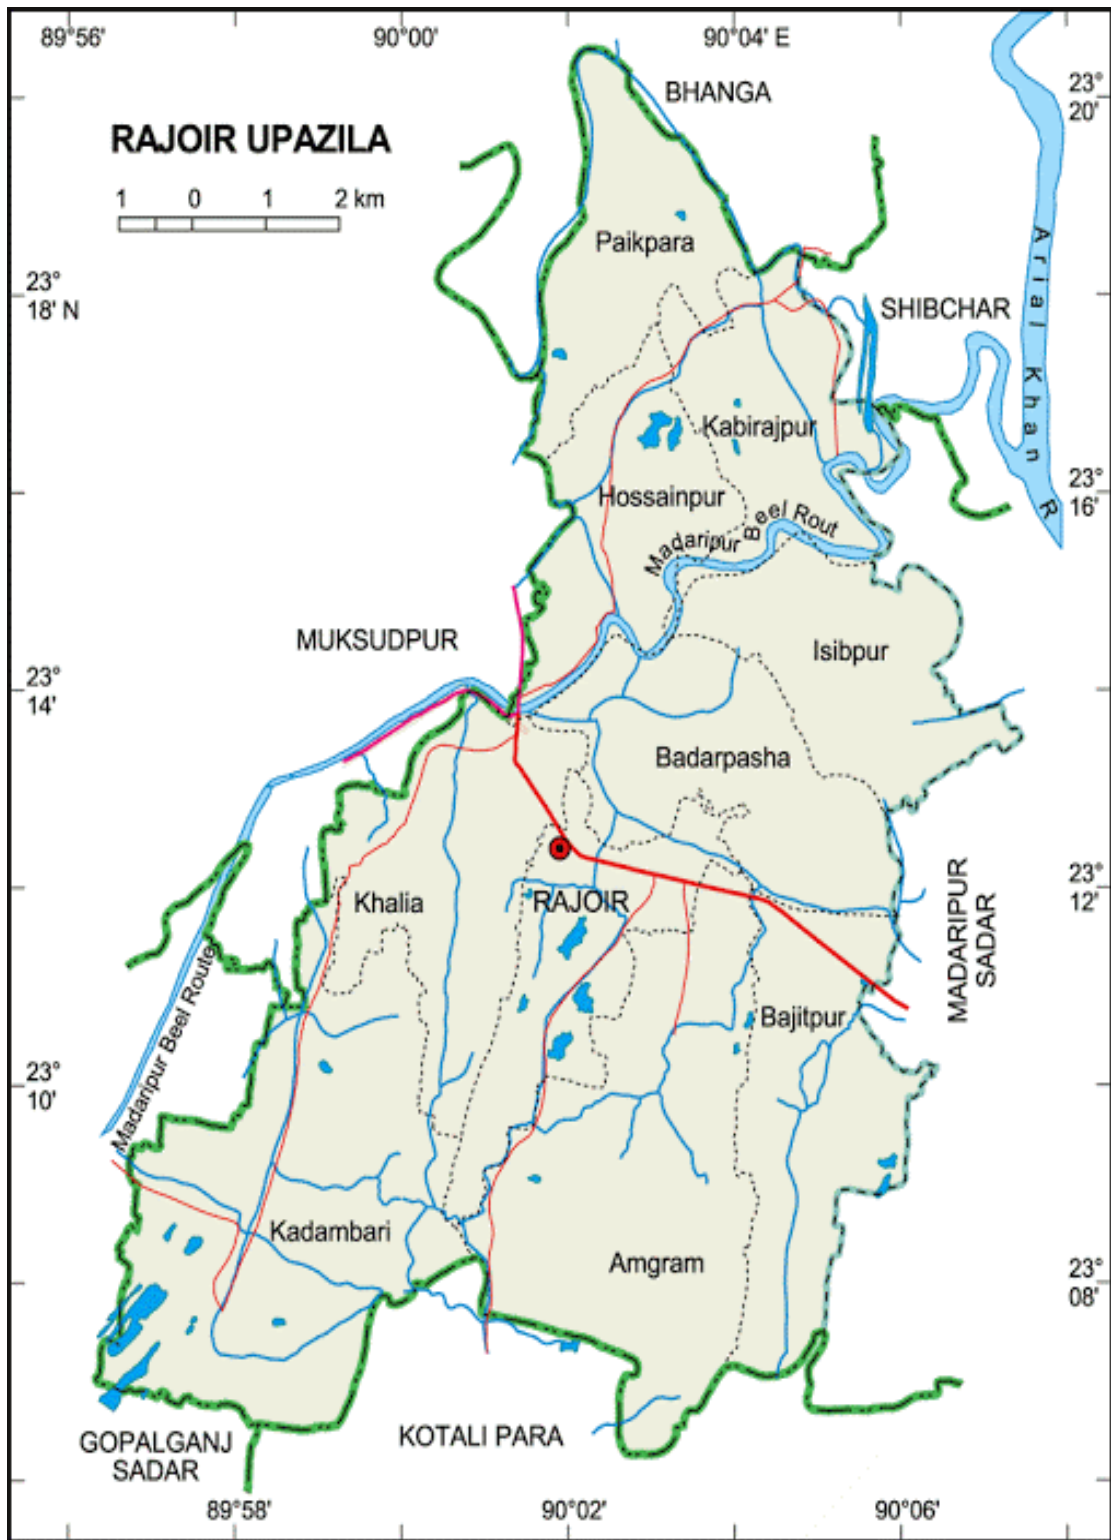 89°56′ 90°00′ 90°04′ E
BHANGA
23°
20′
RAJOIR UPAZILA
1 0 1 2 km
Paikpara
Arial Khan R
23°
18′ N
SHIBCHAR
Kabirajpur
Hossainpur
23°
16′
Madaripur Beel Rout
MUKSUDPUR
Isibpur
23°
14′
Badarpasha
23°
12′
Khalia
RAJOIR
MADARIPUR
SADAR
Madaripur Beel Route
Bajitpur
23°
10′
Kadambari
Amgram
23°
08′
GOPALGANJ
SADAR
KOTALI PARA
89°58′ 90°02′ 90°06′